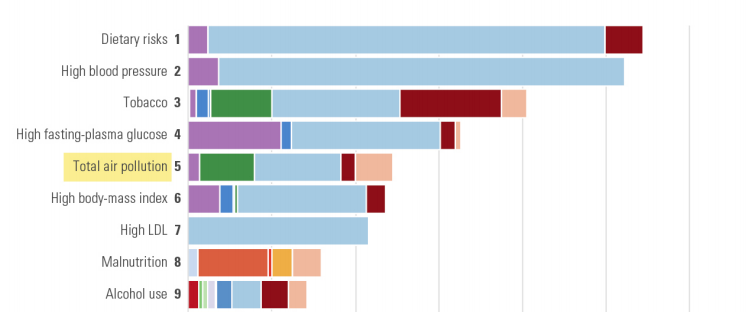 Dietary risks 1
High blood pressure 2
Tobacco 3
High fasting-plasma glucose 4
Total air pollution 5
High body-mass index 6
High LDL 7
Malnutrition 8
Alcohol use 9